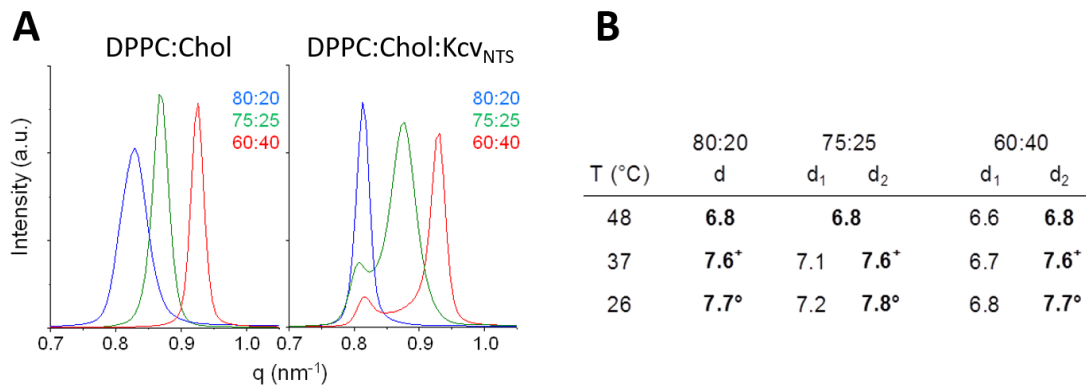 A
DPPC:Chol
DPPC:Chol:KcvNTS
80:20
75:25
60:40
80:20
75:25
60:40
Intensity (a.u.)
0.7 0.8 0.9 1.0 0.7 0.8 0.9 1.0
q (nm⁻¹)
B
80:20 75:25 60:40
T (°C) d d₁ d₂ d₁ d₂
48 6.8 6.8 6.6 6.8
37 7.6⁺ 7.1 7.6⁺ 6.7 7.6⁺
26 7.7° 7.2 7.8° 6.8 7.7°